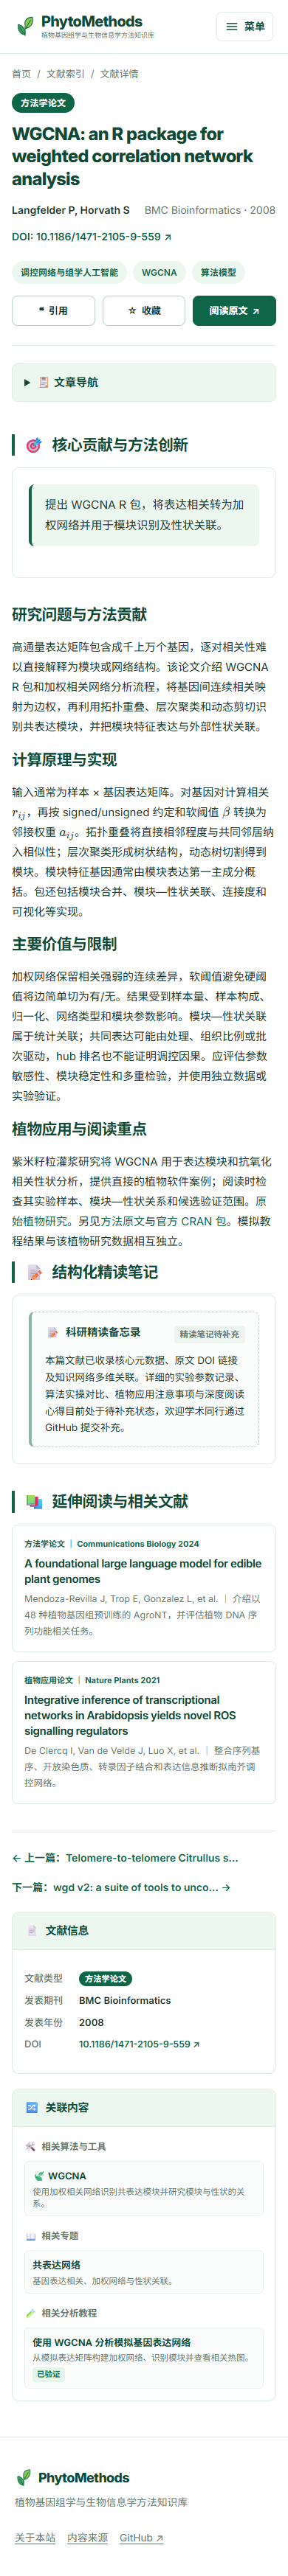 PhytoMethods
植物基因组学与生物信息学方法知识库
菜单
首页 / 文献索引 / 文献详情
方法学论文
WGCNA: an R package for
weighted correlation network
analysis
Langfelder P, Horvath S BMC Bioinformatics · 2008
DOI: 10.1186/1471-2105-9-559 ↗
调控网络与组学人工智能 WGCNA 算法模型
❝ 引用 ☆ 收藏 阅读原文 ↗
▶ 文章导航
核心贡献与方法创新
提出 WGCNA R 包，将表达相关转为加
权网络并用于模块识别及性状关联。
研究问题与方法贡献
高通量表达矩阵包含成千上万个基因，逐对相关性难
以直接解释为模块或网络结构。该论文介绍 WGCNA
R 包和加权相关网络分析流程，将基因间连续相关映
射为边权，再利用拓扑重叠、层次聚类和动态剪切识
别共表达模块，并把模块特征表达与外部性状关联。
计算原理与实现
输入通常为样本 × 基因表达矩阵。对基因对计算相关
r_ij，再按 signed/unsigned 约定和软阈值 β 转换为
邻接权重 a_ij。拓扑重叠将直接相邻程度与共同邻居纳
入相似性；层次聚类形成树状结构，动态树切割得到
模块。模块特征基因通常由模块表达第一主成分概
括。包还包括模块合并、模块—性状关联、连接度和
可视化等实现。
主要价值与限制
加权网络保留相关强弱的连续差异，软阈值避免硬阈
值将边简单切为有/无。结果受到样本量、样本构成、
归一化、网络类型和模块参数影响。模块—性状关联
属于统计关联；共同表达可能由处理、组织比例或批
次驱动，hub 排名也不能证明调控因果。应评估参数
敏感性、模块稳定性和多重检验，并使用独立数据或
实验验证。
植物应用与阅读重点
紫米籽粒灌浆研究将 WGCNA 用于表达模块和抗氧化
相关性状分析，提供直接的植物软件案例；阅读时检
查其实验样本、模块—性状关系和候选验证范围。原
始植物研究。另见方法原文与官方 CRAN 包。模拟教
程结果与该植物研究数据相互独立。
结构化精读笔记
科研精读备忘录 精读笔记待补充
本篇文献已收录核心元数据、原文 DOI 链接
及知识网络多维关联。详细的实验参数记录、
算法实操对比、植物应用注意事项与深度阅读
心得目前处于待补充状态，欢迎学术同行通过
GitHub 提交补充。
延伸阅读与相关文献
方法学论文 | Communications Biology 2024
A foundational large language model for edible
plant genomes
Mendoza-Revilla J, Trop E, Gonzalez L, et al. | 介绍以
48 种植物基因组预训练的 AgroNT，并评估植物 DNA 序
列功能相关任务。
植物应用论文 | Nature Plants 2021
Integrative inference of transcriptional
networks in Arabidopsis yields novel ROS
signalling regulators
De Clercq I, Van de Velde J, Luo X, et al. | 整合序列基
序、开放染色质、转录因子结合和表达信息推断拟南芥调
控网络。
← 上一篇：Telomere-to-telomere Citrullus s...
下一篇：wgd v2: a suite of tools to unco... →
文献信息
文献类型 方法学论文
发表期刊 BMC Bioinformatics
发表年份 2008
DOI 10.1186/1471-2105-9-559 ↗
关联内容
相关算法与工具
WGCNA
使用加权相关网络识别共表达模块并研究模块与性状的关
系。
相关专题
共表达网络
基因表达相关、加权网络与性状关联。
相关分析教程
使用 WGCNA 分析模拟基因表达网络
从模拟表达矩阵构建加权网络、识别模块并查看相关热图。
已验证
PhytoMethods
植物基因组学与生物信息学方法知识库
关于本站 内容来源 GitHub ↗